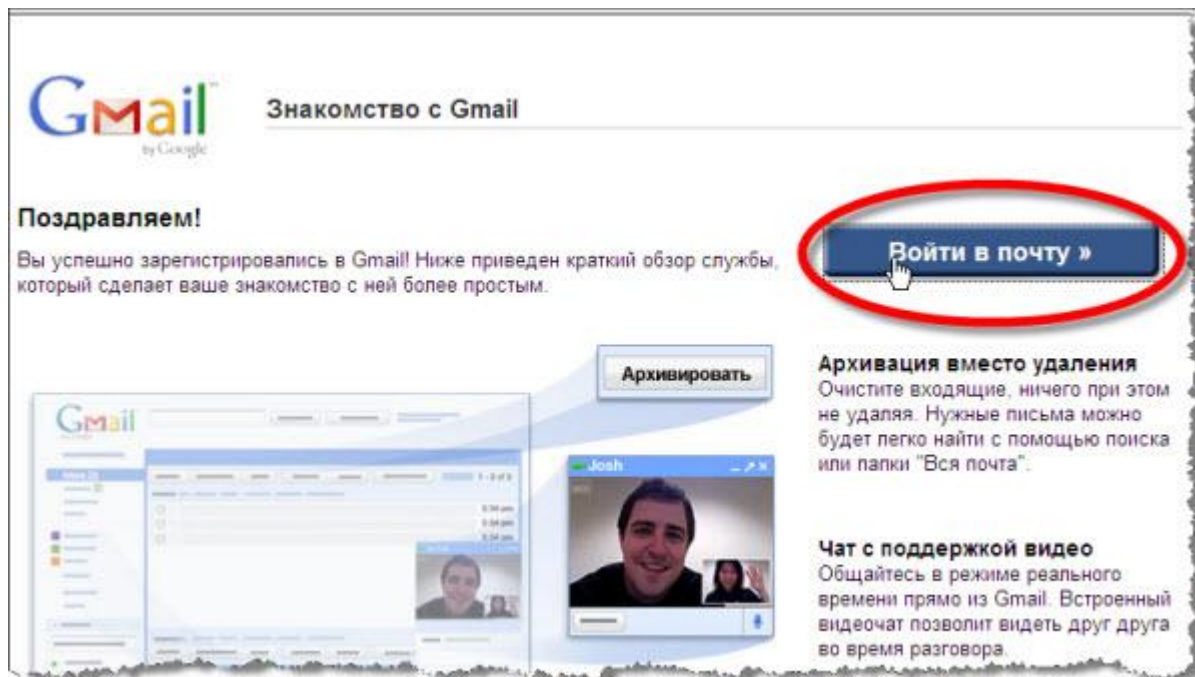 Gmail™
by Google
Знакомство с Gmail
Поздравляем!
Вы успешно зарегистрировались в Gmail! Ниже приведен краткий обзор службы,
который сделает ваше знакомство с ней более простым.
Войти в почту »
Архивировать
Архивация вместо удаления
Очистите входящие, ничего при этом
не удаляя. Нужные письма можно
будет легко найти с помощью поиска
или папки "Вся почта".
Gmail
Josh
Чат с поддержкой видео
Общайтесь в режиме реального
времени прямо из Gmail. Встроенный
видеочат позволит видеть друг друга
во время разговора.